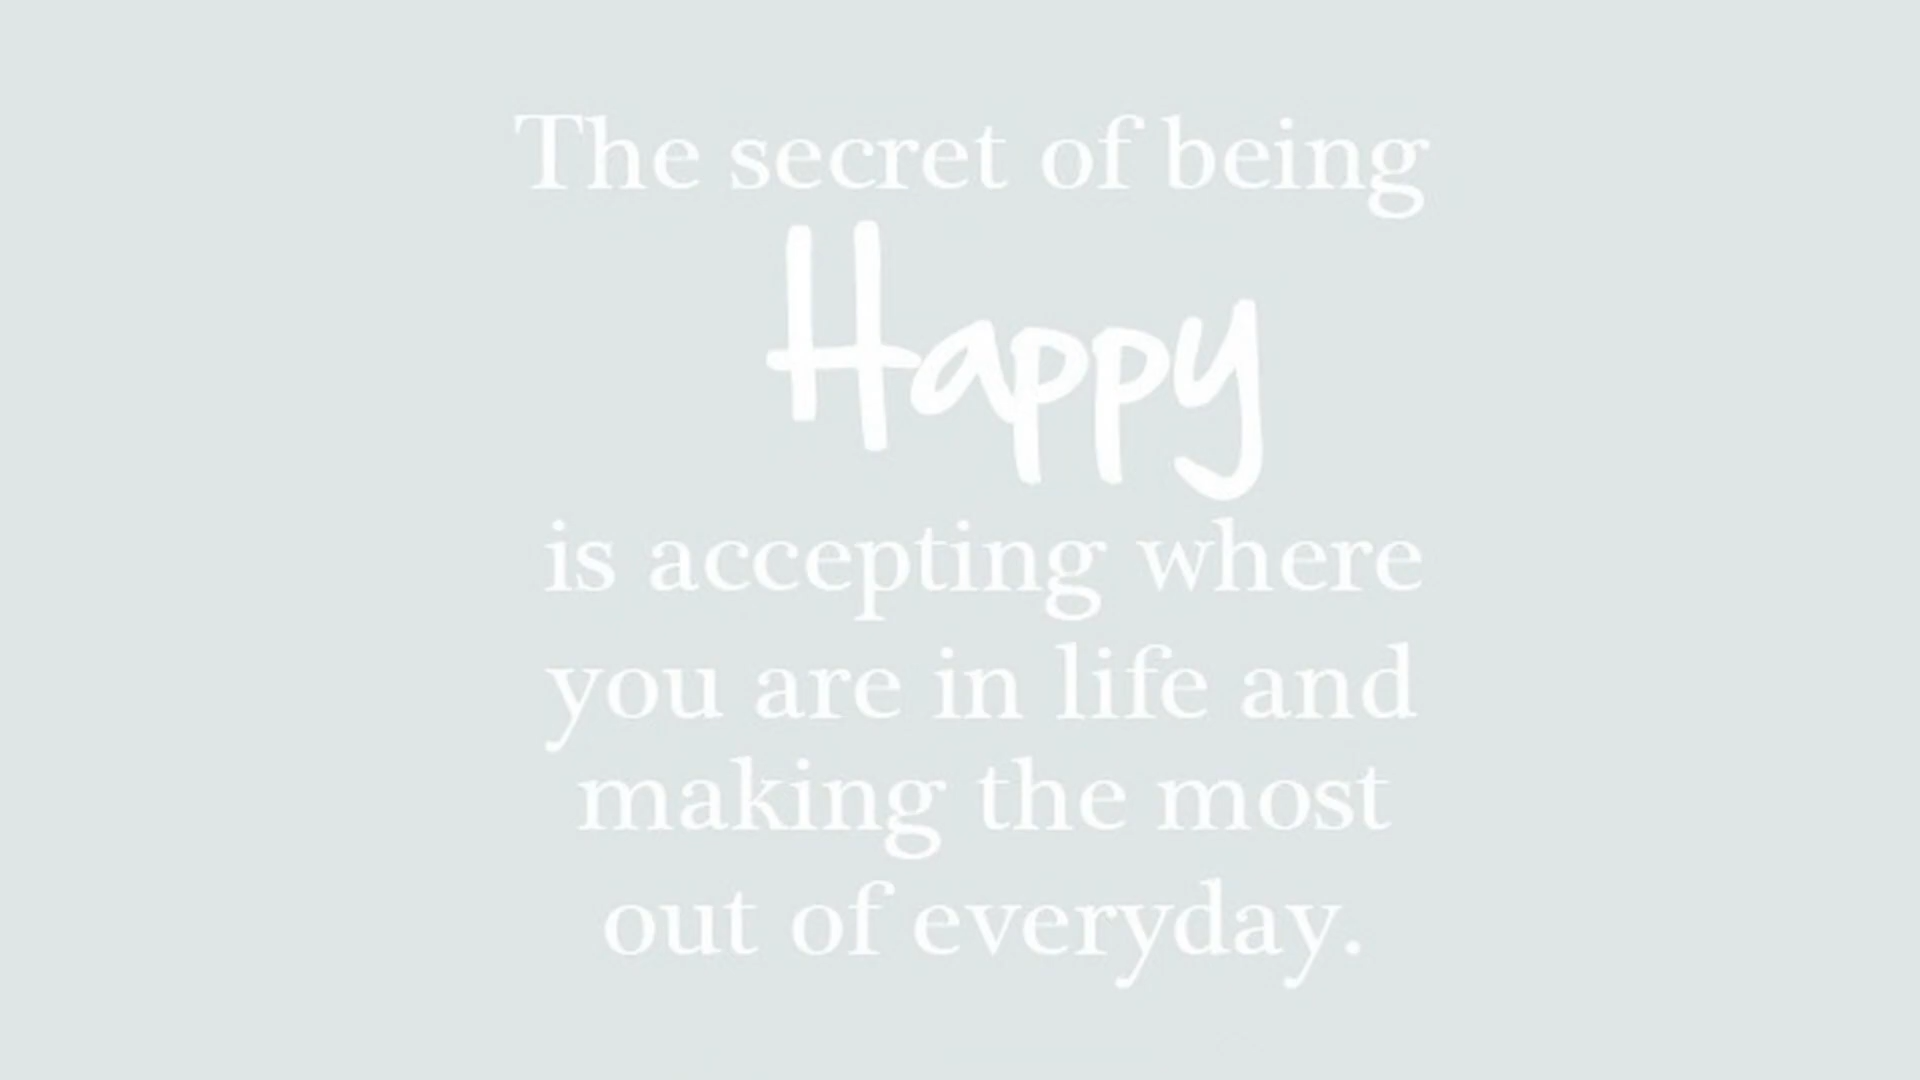 The secret of being
Happy
is accepting where
you are in life and
making the most
out of everyday.